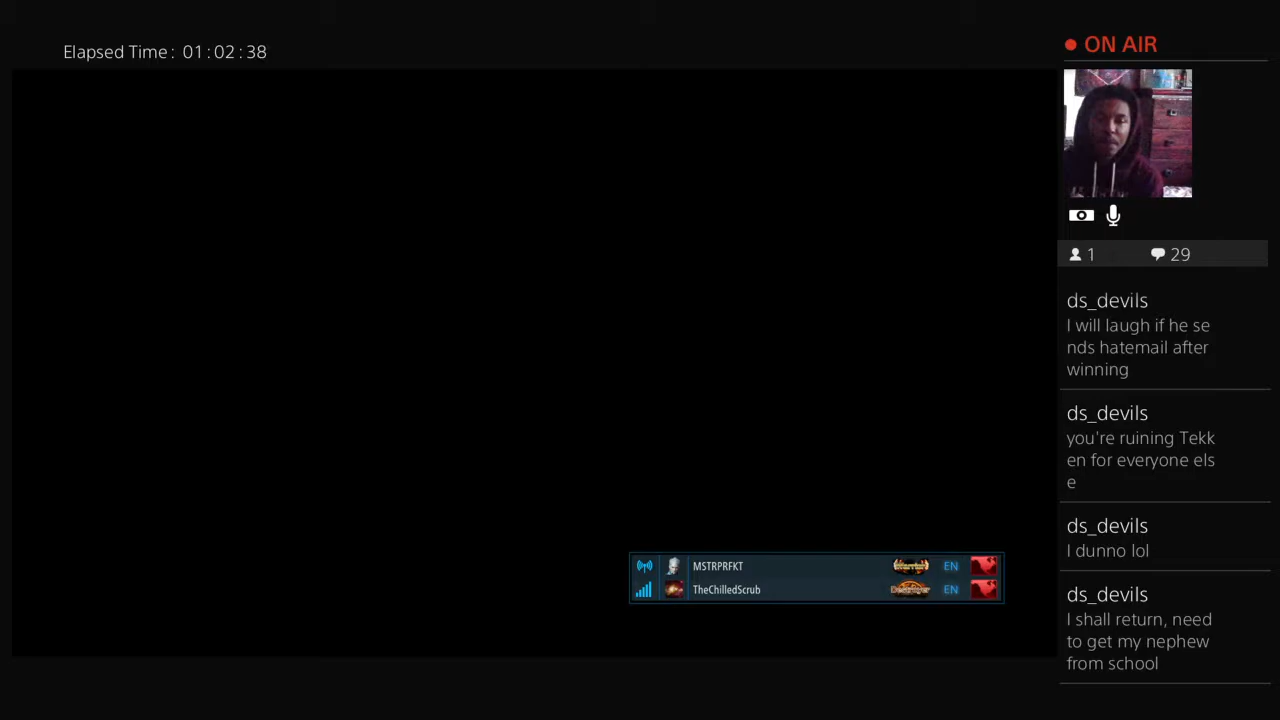 Elapsed Time: 01:02:38
ON AIR
1 29
ds_devils
I will laugh if he se
nds hatemail after
winning
ds_devils
you're ruining Tekk
en for everyone els
e
ds_devils
I dunno lol
MSTRPRFKT Warrior EN
TheChilledScrub Destroyer EN
ds_devils
I shall return, need
to get my nephew
from school